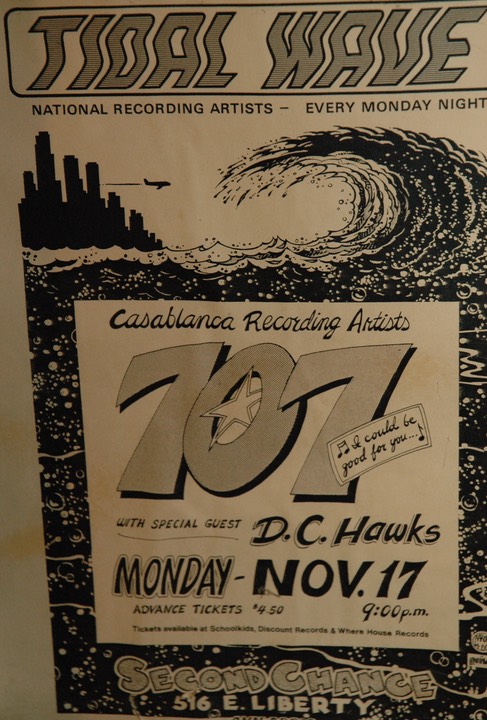 TIDAL WAVE
NATIONAL RECORDING ARTISTS – EVERY MONDAY NIGHT
Casablanca Recording Artists
707
♫ I could be
good for you... ♪
WITH SPECIAL GUEST D.C. Hawks
MONDAY - NOV. 17
ADVANCE TICKETS $4.50 9:00 p.m.
Tickets available at Schoolkids, Discount Records & Where House Records
SECOND CHANCE
516 E. LIBERTY